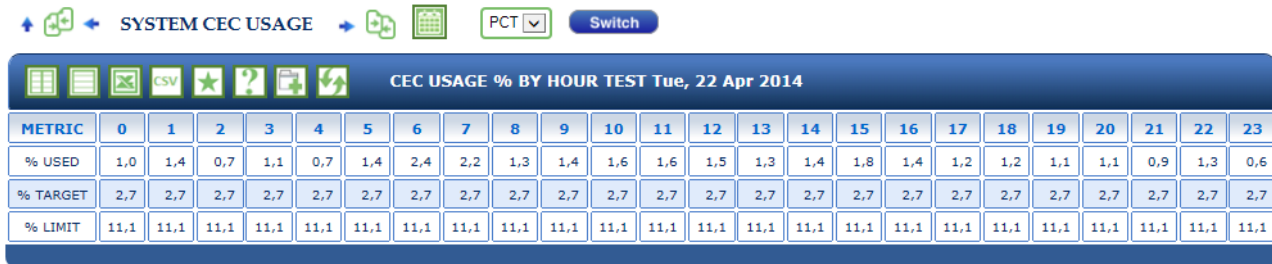 SYSTEM CEC USAGE PCT Switch
CSV ? CEC USAGE % BY HOUR TEST Tue, 22 Apr 2014
METRIC 0 1 2 3 4 5 6 7 8 9 10 11 12 13 14 15 16 17 18 19 20 21 22 23
% USED 1,0 1,4 0,7 1,1 0,7 1,4 2,4 2,2 1,3 1,4 1,6 1,6 1,5 1,3 1,4 1,8 1,4 1,2 1,2 1,1 1,1 0,9 1,3 0,6
% TARGET 2,7 2,7 2,7 2,7 2,7 2,7 2,7 2,7 2,7 2,7 2,7 2,7 2,7 2,7 2,7 2,7 2,7 2,7 2,7 2,7 2,7 2,7 2,7 2,7
% LIMIT 11,1 11,1 11,1 11,1 11,1 11,1 11,1 11,1 11,1 11,1 11,1 11,1 11,1 11,1 11,1 11,1 11,1 11,1 11,1 11,1 11,1 11,1 11,1 11,1